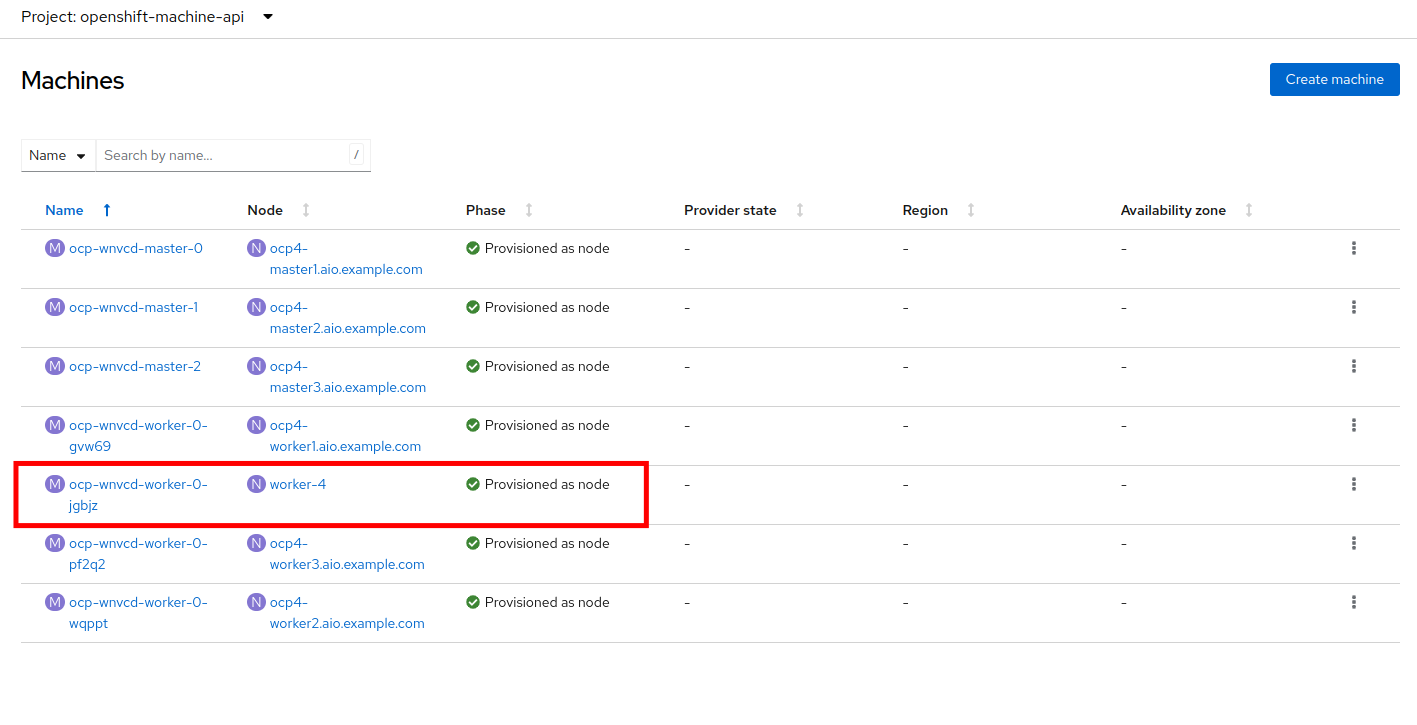 Project: openshift-machine-api
Machines
Create machine
Name Search by name... /
Name Node Phase Provider state Region Availability zone
M ocp-wnvcd-master-0 N ocp4- Provisioned as node - - -
master1.aio.example.com
M ocp-wnvcd-master-1 N ocp4- Provisioned as node - - -
master2.aio.example.com
M ocp-wnvcd-master-2 N ocp4- Provisioned as node - - -
master3.aio.example.com
M ocp-wnvcd-worker-0- N ocp4- Provisioned as node - - -
gvw69 worker1.aio.example.com
M ocp-wnvcd-worker-0- N worker-4 Provisioned as node - - -
jgbjz
M ocp-wnvcd-worker-0- N ocp4- Provisioned as node - - -
pf2q2 worker3.aio.example.com
M ocp-wnvcd-worker-0- N ocp4- Provisioned as node - - -
wqppt worker2.aio.example.com